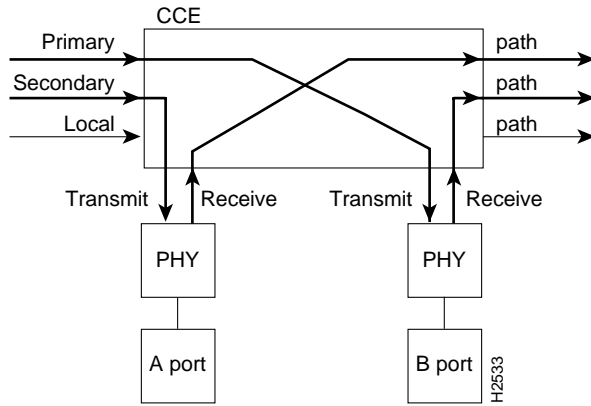 CCE
Primary path
Secondary path
Local path
Transmit Receive Transmit Receive
PHY PHY
A port B port
H2533